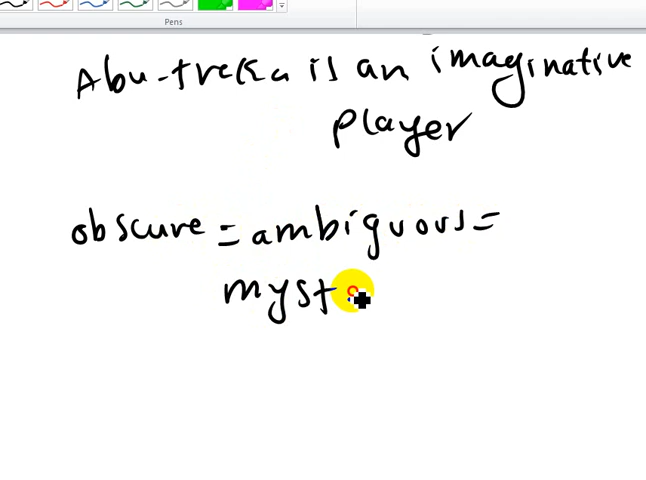 Pens
Abu-treka is an imaginative
player
obscure = ambiguous =
myst